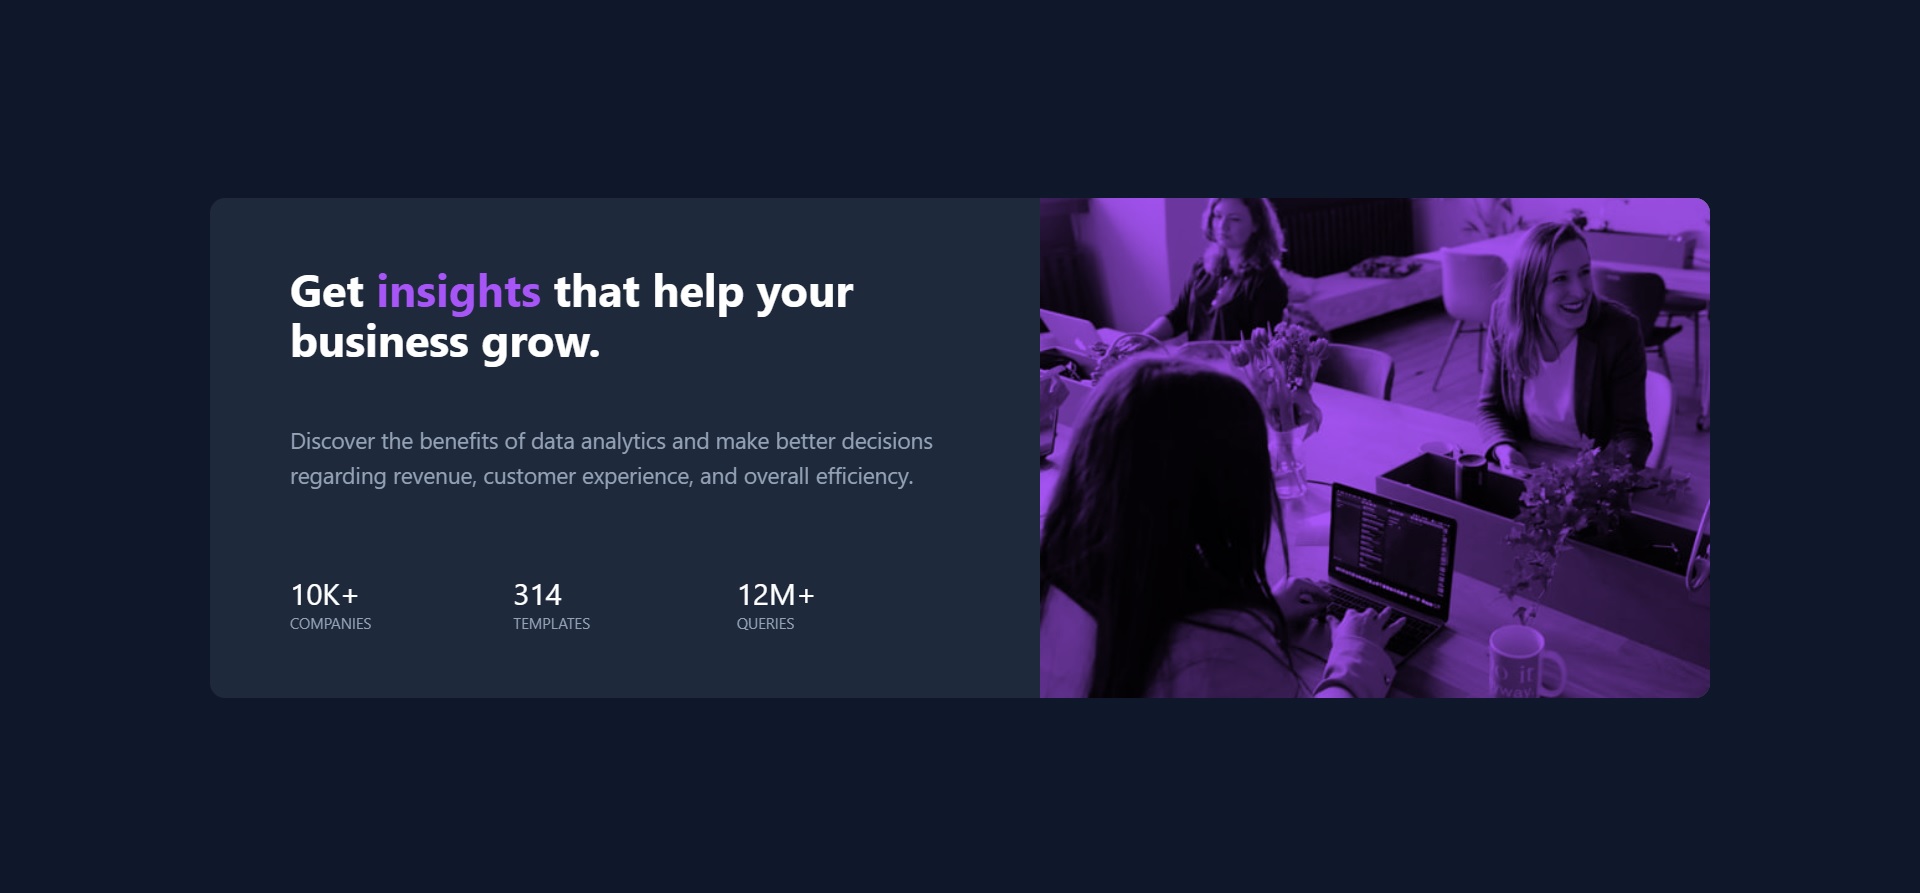 Get insights that help your
business grow.
Discover the benefits of data analytics and make better decisions
regarding revenue, customer experience, and overall efficiency.
10K+
COMPANIES
314
TEMPLATES
12M+
QUERIES